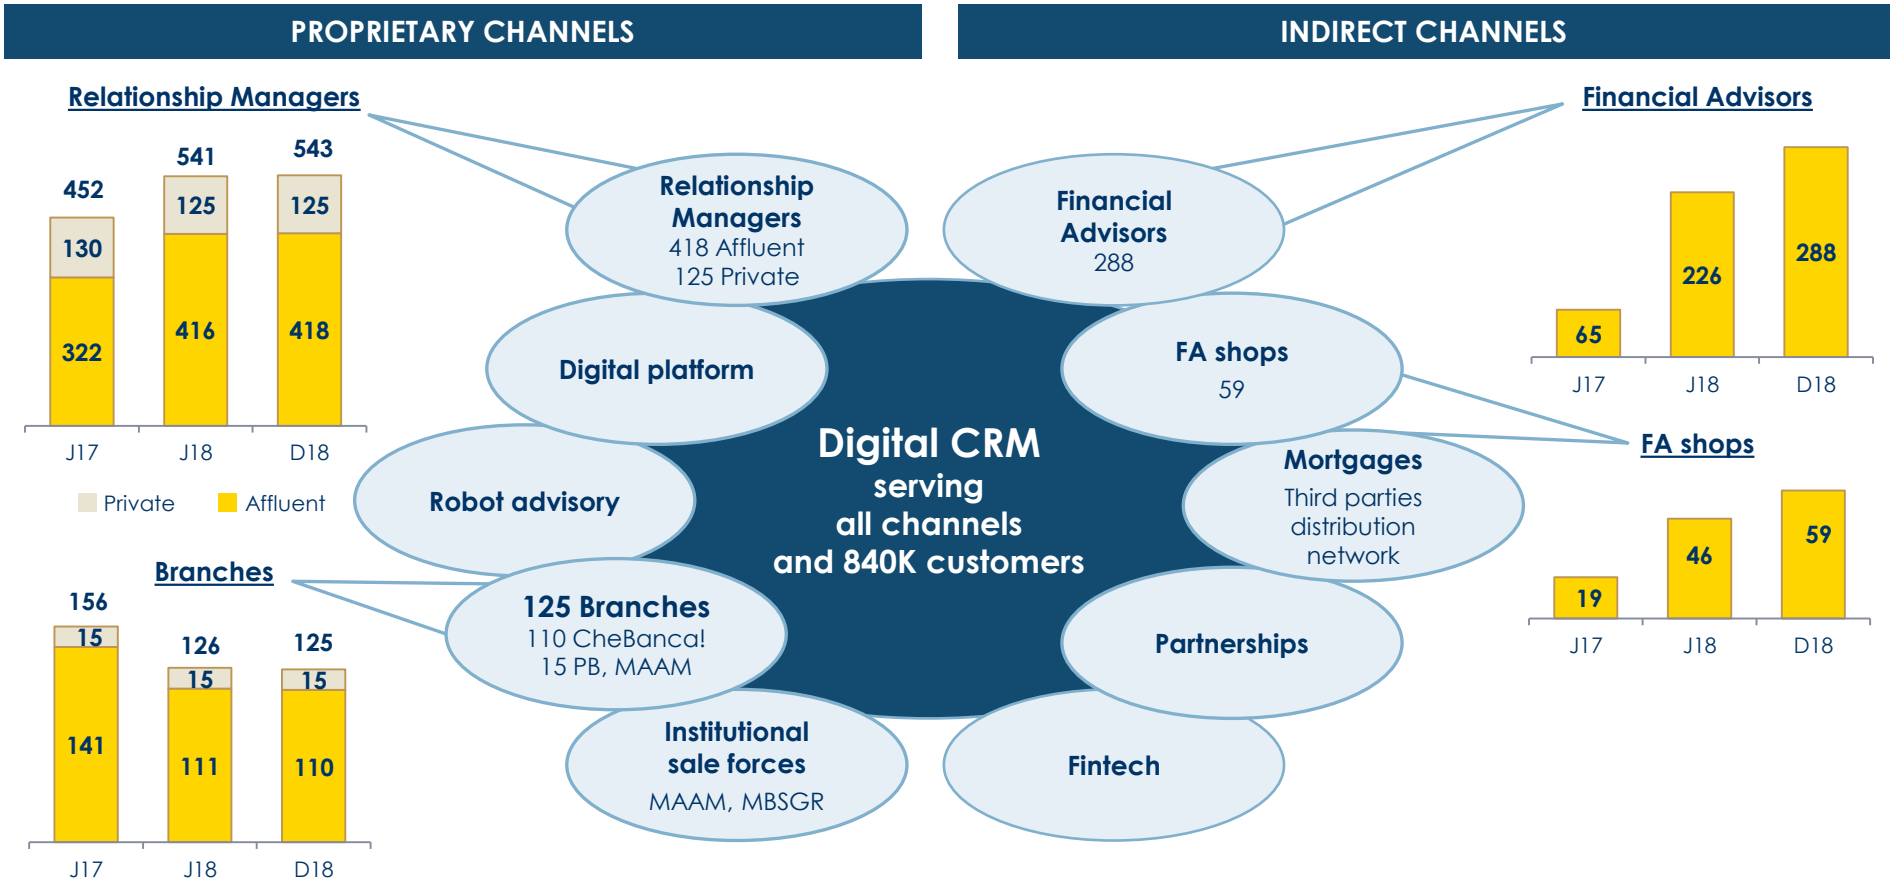 PROPRIETARY CHANNELS
INDIRECT CHANNELS
Relationship Managers
452
541
543
130
125
125
322
416
418
J17
J18
D18
Private
Affluent
Branches
156
126
125
15
15
15
141
111
110
J17
J18
D18
Relationship
Managers
418 Affluent
125 Private
Digital platform
Robot advisory
125 Branches
110 CheBanca!
15 PB, MAAM
Institutional
sale forces
MAAM, MBSGR
Digital CRM
serving
all channels
and 840K customers
Financial
Advisors
288
FA shops
59
Mortgages
Third parties
distribution
network
Partnerships
Fintech
Financial Advisors
65
226
288
J17
J18
D18
FA shops
19
46
59
J17
J18
D18